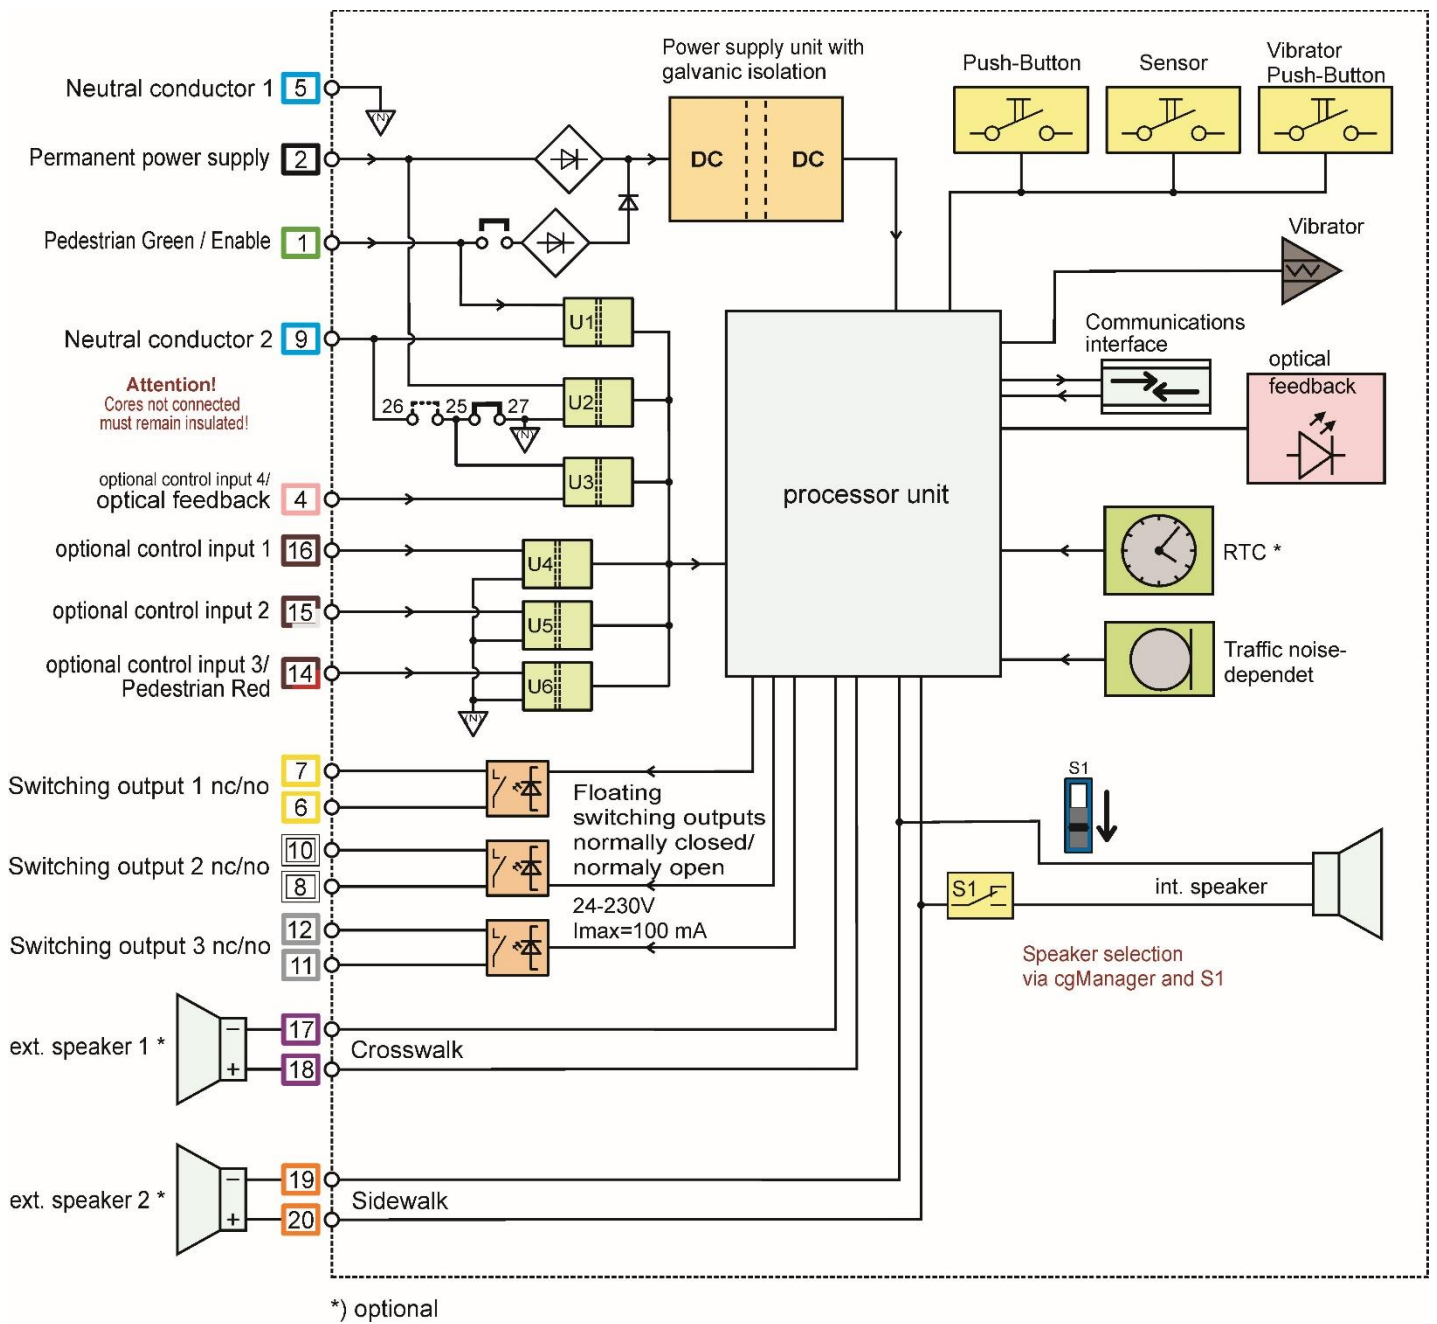 Power supply unit with
galvanic isolation
Push-Button
Sensor
Vibrator
Push-Button
Neutral conductor 1
5
(N)
Permanent power supply
2
DC
DC
Pedestrian Green / Enable
1
Vibrator
Neutral conductor 2
9
U1
Communications
interface
optical
feedback
Attention!
Cores not connected
must remain insulated!
26
25
27
(N)
U2
optional control input 4/
optical feedback
4
U3
processor unit
optional control input 1
16
U4
RTC *
optional control input 2
15
U5
optional control input 3/
Pedestrian Red
14
U6
(N)
Traffic noise-
dependet
Switching output 1 nc/no
7
6
Floating
switching outputs
normally closed/
normaly open
24-230V
Imax=100 mA
S1
Switching output 2 nc/no
10
8
S1
int. speaker
Switching output 3 nc/no
12
11
Speaker selection
via cgManager and S1
ext. speaker 1 *
–
+
17
18
Crosswalk
ext. speaker 2 *
–
+
19
20
Sidewalk
*) optional